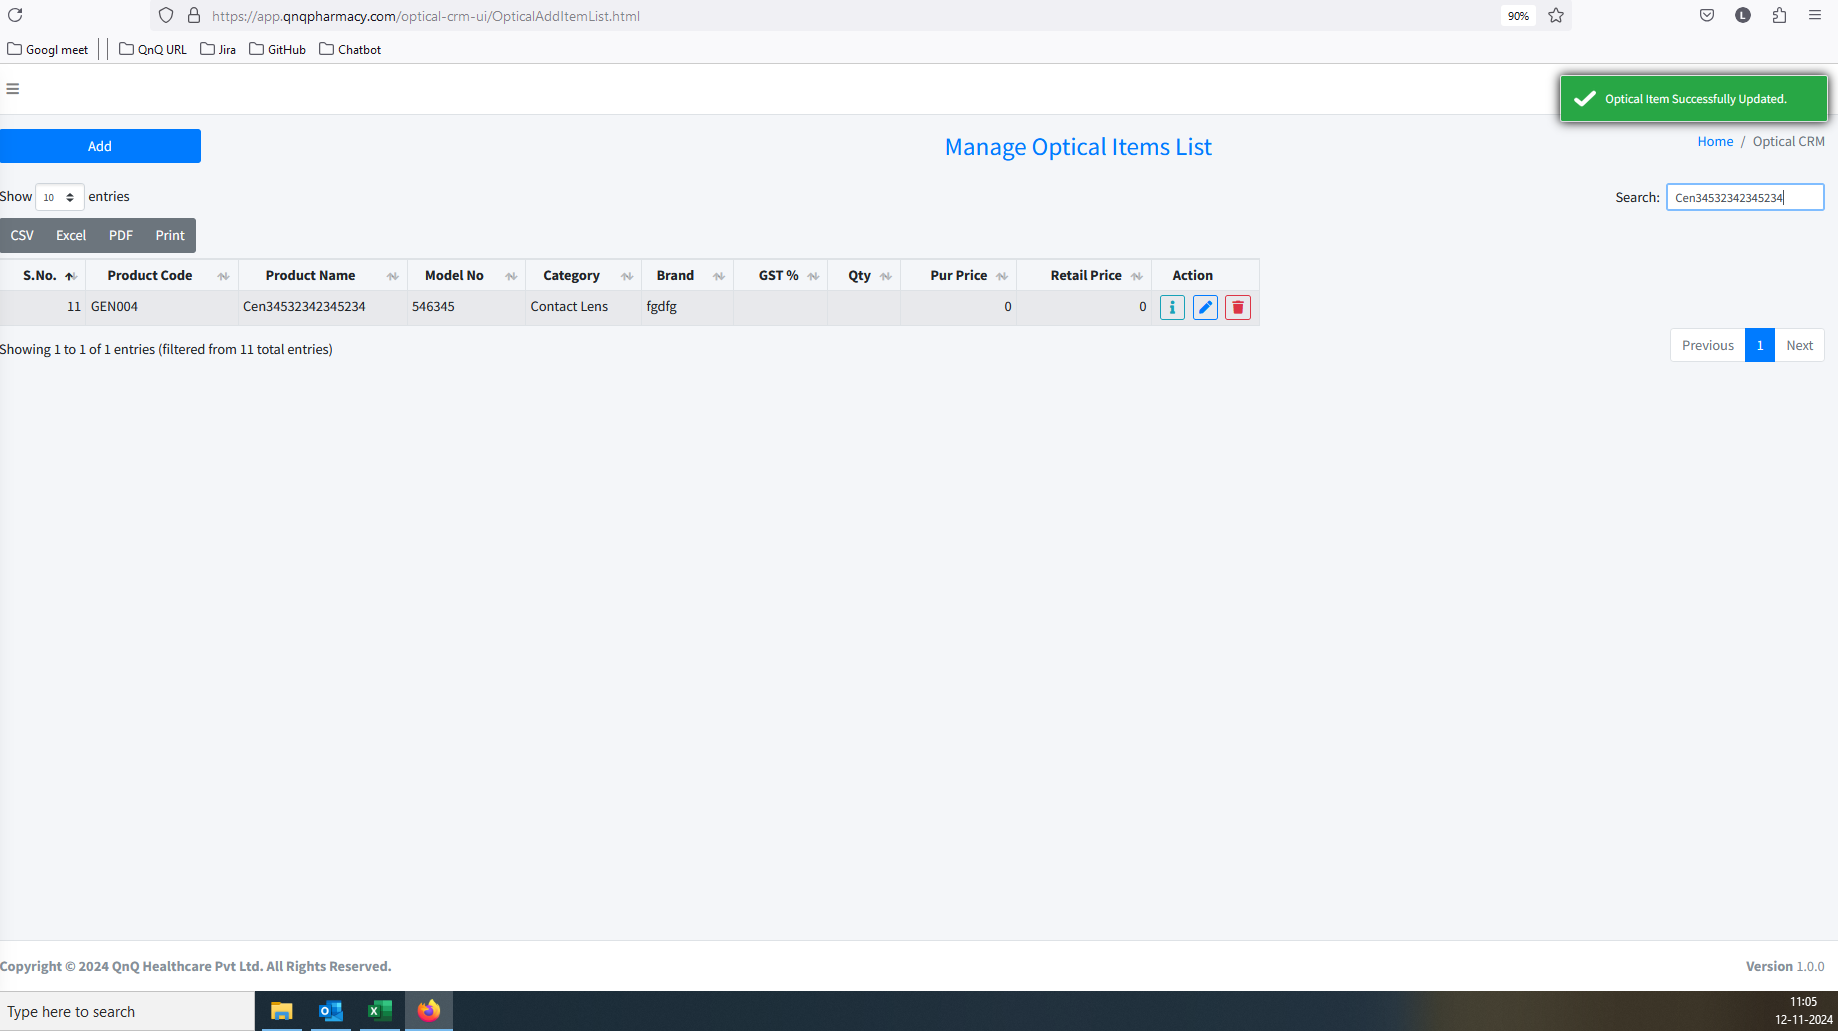 https://app.qnqpharmacy.com/optical-crm-ui/OpticalAddItemList.html 90% L
Googl meet QnQ URL Jira GitHub Chatbot
Optical Item Successfully Updated.
Add Manage Optical Items List Home / Optical CRM
Show 10 entries Search: Cen34532342345234
CSV Excel PDF Print
S.No. Product Code Product Name Model No Category Brand GST % Qty Pur Price Retail Price Action
11 GEN004 Cen34532342345234 546345 Contact Lens fgdfg 0 0
Showing 1 to 1 of 1 entries (filtered from 11 total entries) Previous 1 Next
Copyright © 2024 QnQ Healthcare Pvt Ltd. All Rights Reserved. Version 1.0.0
Type here to search 11:05
12-11-2024